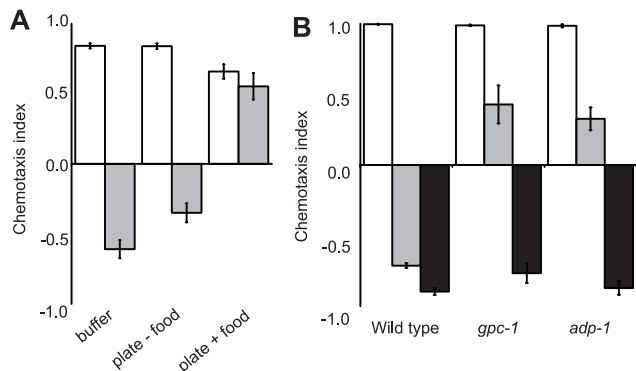 A
Chemotaxis index
1.0
0.5
0.0
-0.5
-1.0
buffer
plate - food
plate + food
B
Chemotaxis index
1.0
0.5
0.0
-0.5
-1.0
Wild type
gpc-1
adp-1